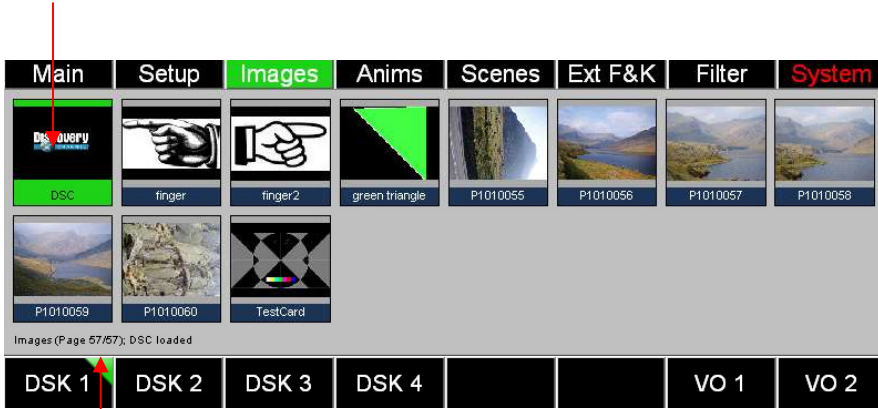 Main Setup Images Anims Scenes Ext F&K Filter System
Discovery
CHANNEL
DSC finger finger2 green triangle P1010055 P1010056 P1010057 P1010058
P1010059 P1010060 TestCard
Images (Page 57/57); DSC loaded
DSK 1 DSK 2 DSK 3 DSK 4 VO 1 VO 2